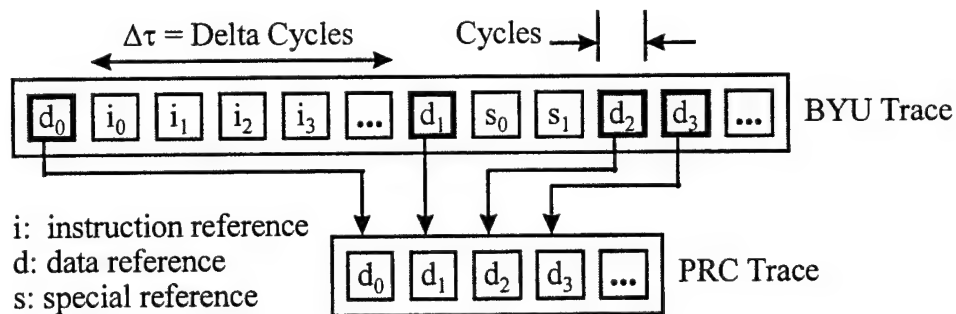 Δτ = Delta Cycles Cycles
d₀ i₀ i₁ i₂ i₃ ... d₁ s₀ s₁ d₂ d₃ ... BYU Trace
i: instruction reference
d: data reference
s: special reference
d₀ d₁ d₂ d₃ ... PRC Trace